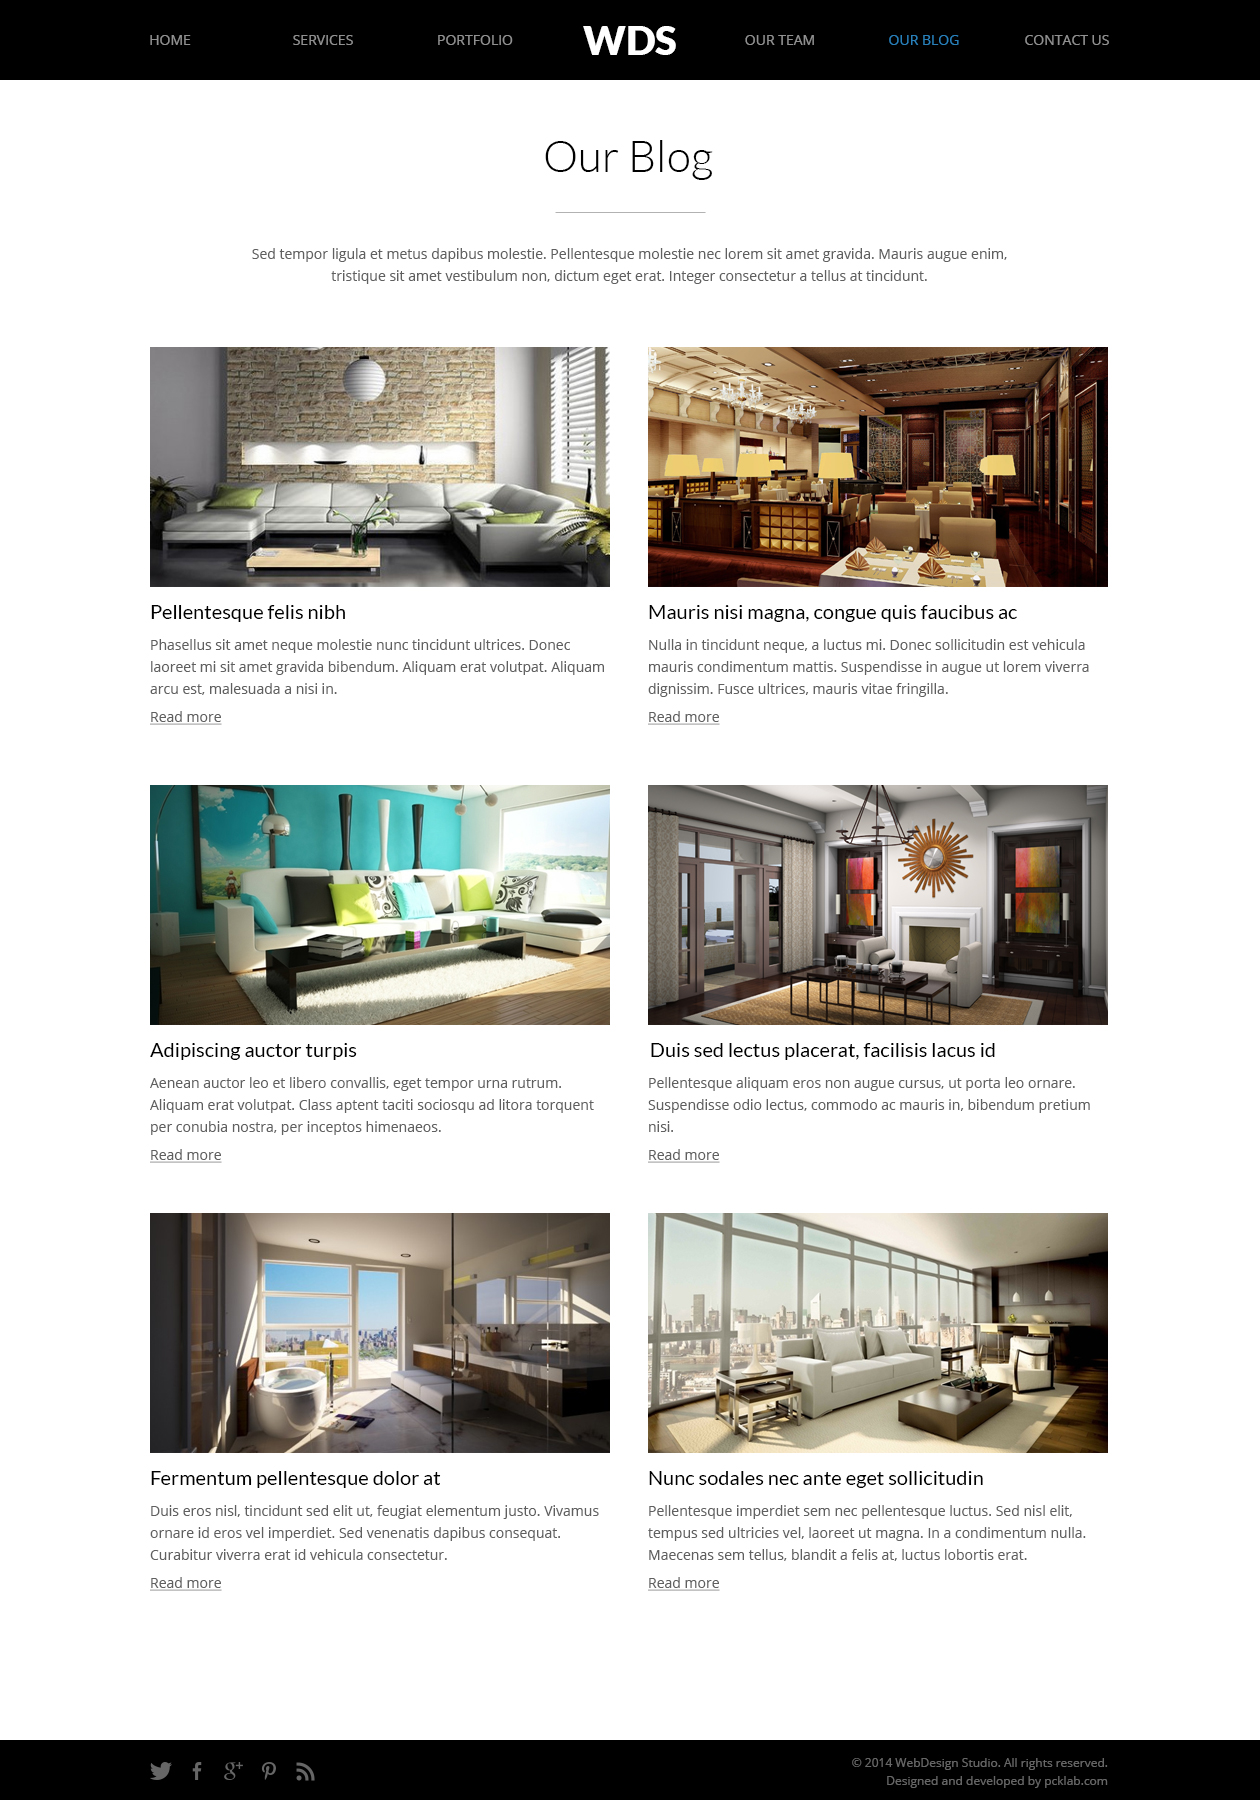 HOME SERVICES PORTFOLIO WDS OUR TEAM OUR BLOG CONTACT US
Our Blog
Sed tempor ligula et metus dapibus molestie. Pellentesque molestie nec lorem sit amet gravida. Mauris augue enim,
tristique sit amet vestibulum non, dictum eget erat. Integer consectetur a tellus at tincidunt.
Pellentesque felis nibh
Phasellus sit amet neque molestie nunc tincidunt ultrices. Donec
laoreet mi sit amet gravida bibendum. Aliquam erat volutpat. Aliquam
arcu est, malesuada a nisi in.
Read more
Mauris nisi magna, congue quis faucibus ac
Nulla in tincidunt neque, a luctus mi. Donec sollicitudin est vehicula
mauris condimentum mattis. Suspendisse in augue ut lorem viverra
dignissim. Fusce ultrices, mauris vitae fringilla.
Read more
Adipiscing auctor turpis
Aenean auctor leo et libero convallis, eget tempor urna rutrum.
Aliquam erat volutpat. Class aptent taciti sociosqu ad litora torquent
per conubia nostra, per inceptos himenaeos.
Read more
Duis sed lectus placerat, facilisis lacus id
Pellentesque aliquam eros non augue cursus, ut porta leo ornare.
Suspendisse odio lectus, commodo ac mauris in, bibendum pretium
nisi.
Read more
Fermentum pellentesque dolor at
Duis eros nisl, tincidunt sed elit ut, feugiat elementum justo. Vivamus
ornare id eros vel imperdiet. Sed venenatis dapibus consequat.
Curabitur viverra erat id vehicula consectetur.
Read more
Nunc sodales nec ante eget sollicitudin
Pellentesque imperdiet sem nec pellentesque luctus. Sed nisl elit,
tempus sed ultricies vel, laoreet ut magna. In a condimentum nulla.
Maecenas sem tellus, blandit a felis at, luctus lobortis erat.
Read more
© 2014 WebDesign Studio. All rights reserved.
Designed and developed by pcklab.com